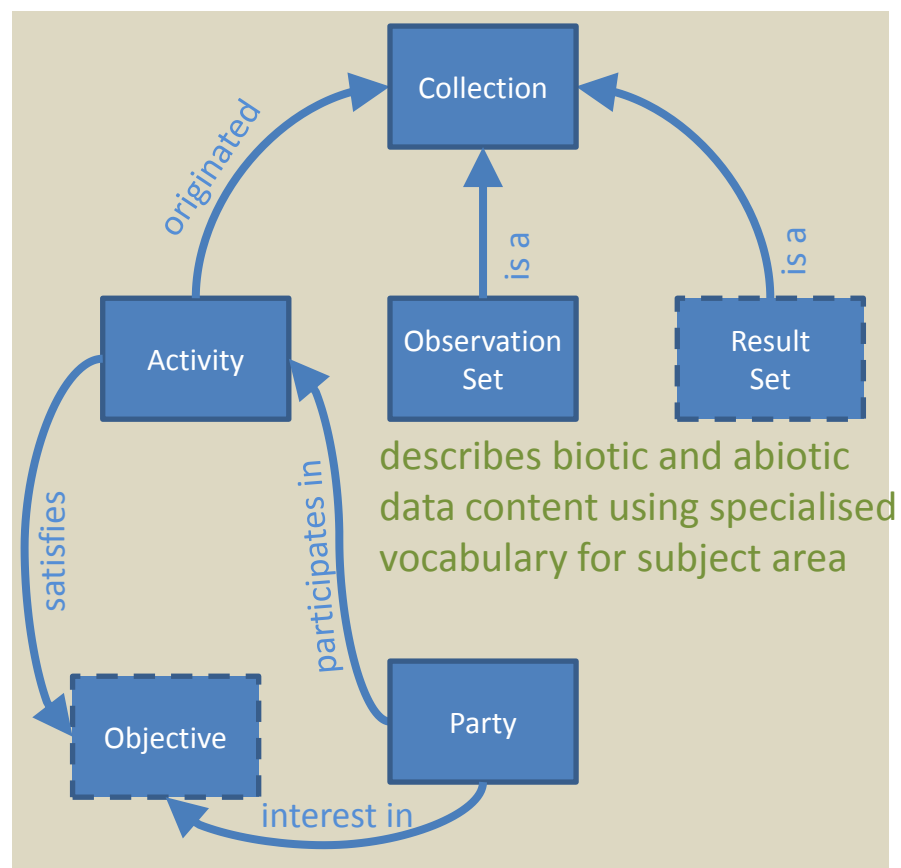 Collection
originated
is a
is a
Activity
Observation
Set
Result
Set
describes biotic and abiotic
data content using specialised
vocabulary for subject area
satisfies
participates in
Objective
Party
interest in